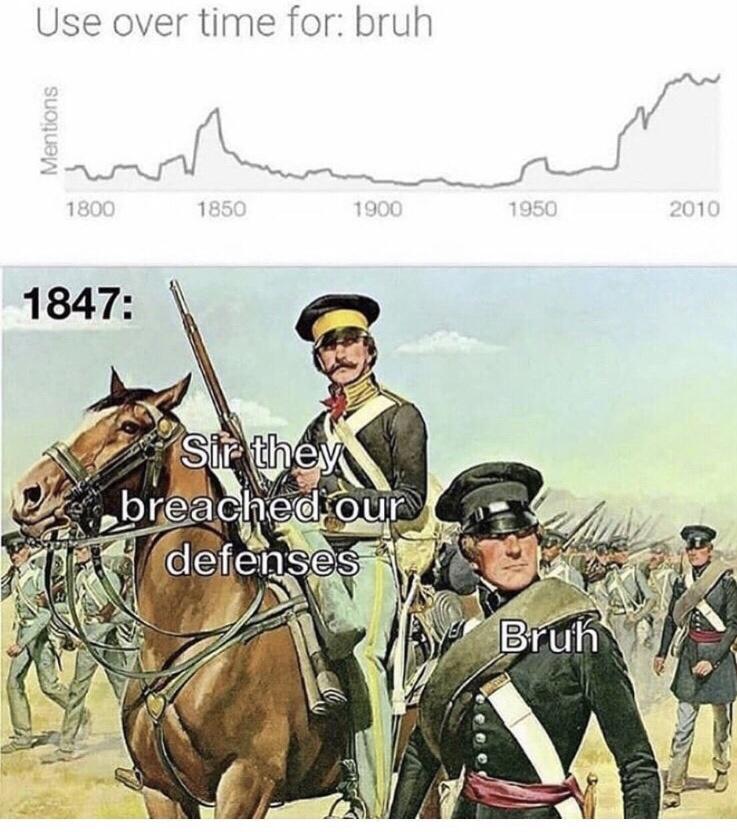 Use over time for: bruh
Mentions
1800 1850 1900 1950 2010
1847:
Sir they
breached our
defenses
Bruh